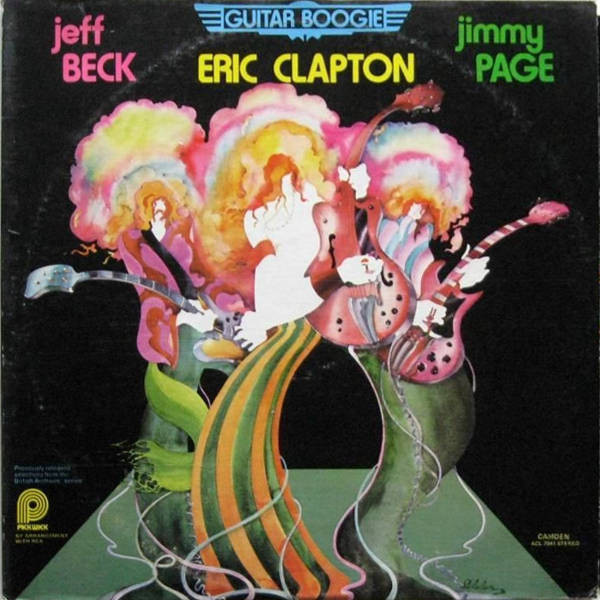 GUITAR BOOGIE
jeff
BECK
ERIC CLAPTON
jimmy
PAGE
Previously released
selections from the
British Archives series
PICKWICK
BY ARRANGEMENT
WITH RCA
CAMDEN
ACL 7041 STEREO